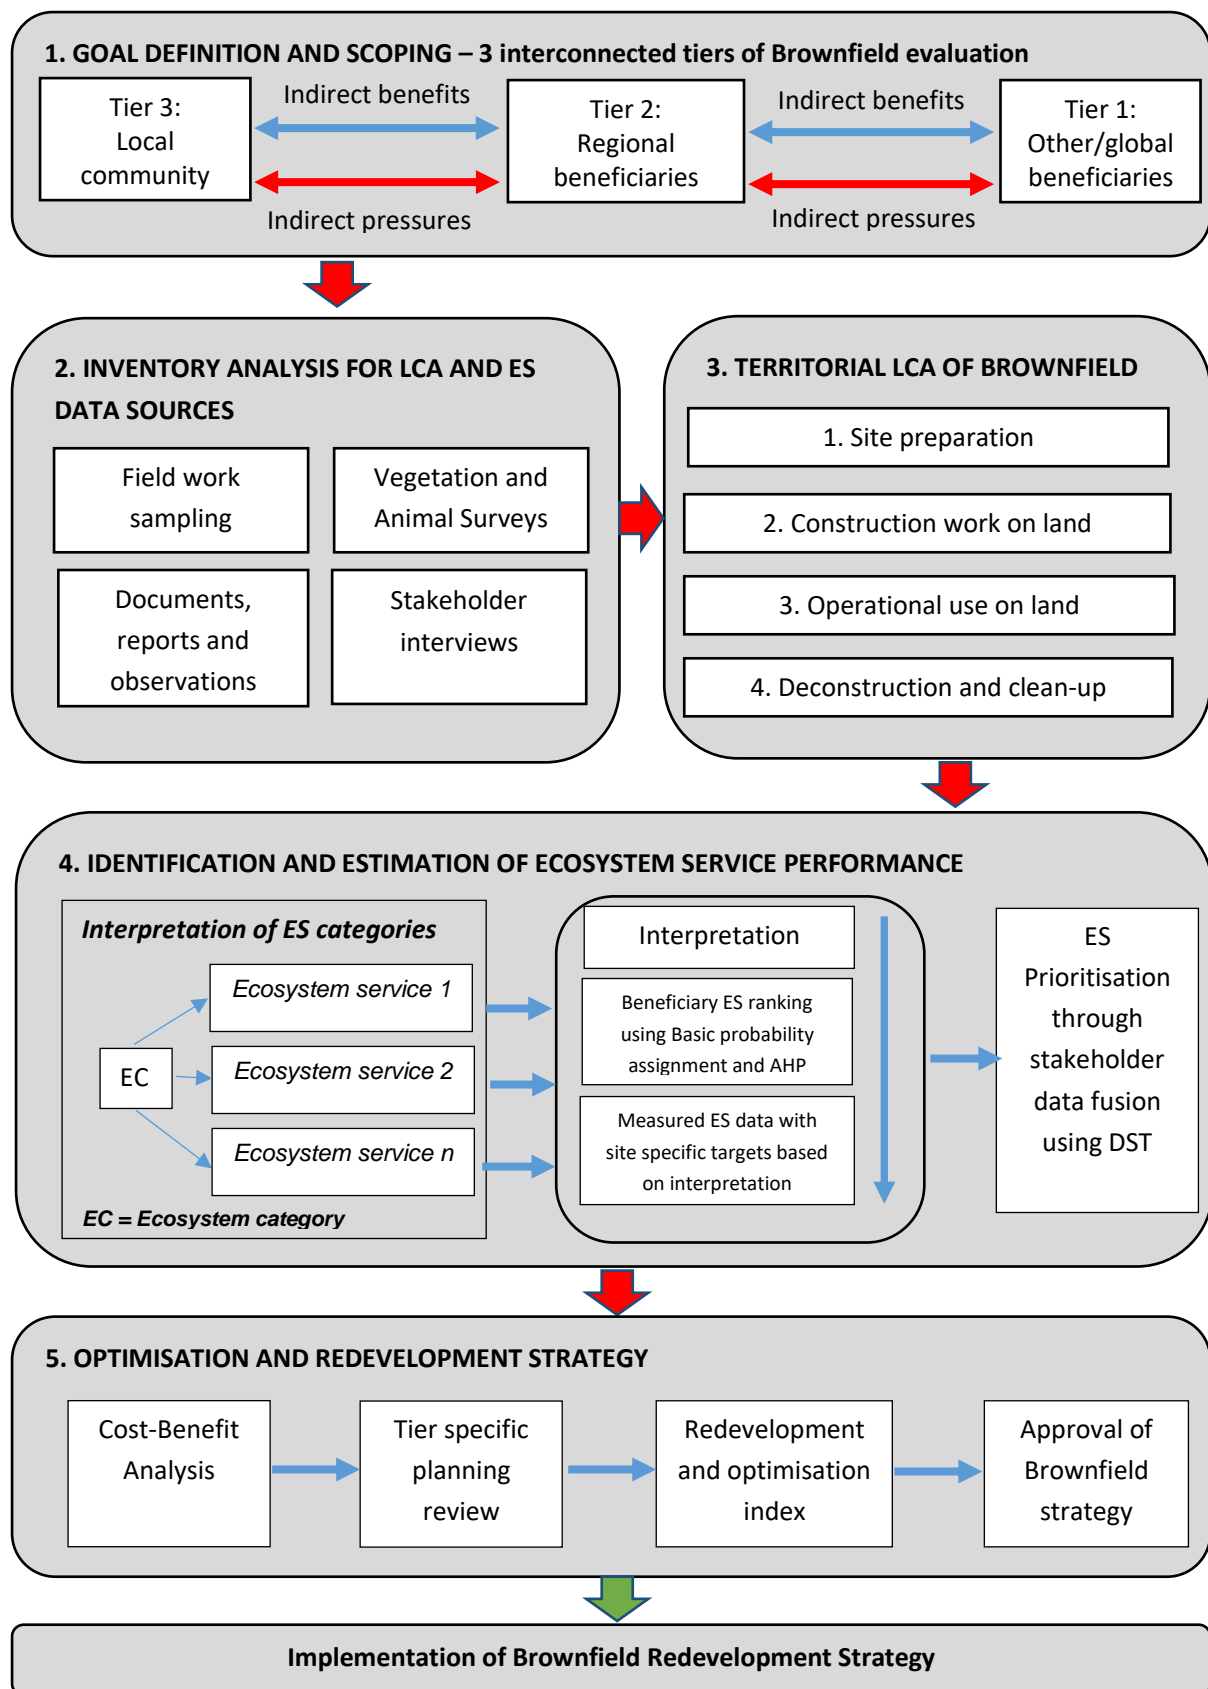 1. GOAL DEFINITION AND SCOPING – 3 interconnected tiers of Brownfield evaluation
Tier 3:
Local
community
Indirect benefits
Indirect pressures
Tier 2:
Regional
beneficiaries
Indirect benefits
Indirect pressures
Tier 1:
Other/global
beneficiaries
2. INVENTORY ANALYSIS FOR LCA AND ES
DATA SOURCES
Field work
sampling
Vegetation and
Animal Surveys
Documents,
reports and
observations
Stakeholder
interviews
3. TERRITORIAL LCA OF BROWNFIELD
1. Site preparation
2. Construction work on land
3. Operational use on land
4. Deconstruction and clean-up
4. IDENTIFICATION AND ESTIMATION OF ECOSYSTEM SERVICE PERFORMANCE
Interpretation of ES categories
EC
Ecosystem service 1
Ecosystem service 2
Ecosystem service n
EC = Ecosystem category
Interpretation
Beneficiary ES ranking
using Basic probability
assignment and AHP
Measured ES data with
site specific targets based
on interpretation
ES
Prioritisation
through
stakeholder
data fusion
using DST
5. OPTIMISATION AND REDEVELOPMENT STRATEGY
Cost-Benefit
Analysis
Tier specific
planning
review
Redevelopment
and optimisation
index
Approval of
Brownfield
strategy
Implementation of Brownfield Redevelopment Strategy